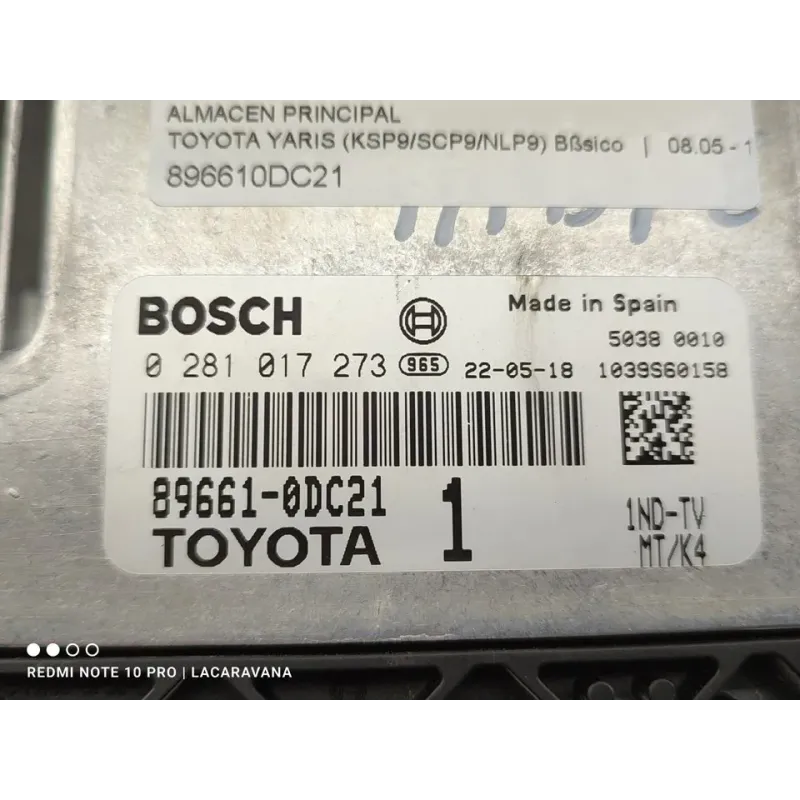 ALMACEN PRINCIPAL
TOYOTA YARIS (KSP9/SCP9/NLP9) Bßsico | 08.05 - 1
896610DC21
BOSCH
Made in Spain
5038 0010
0 281 017 273 965 22-05-18 1039S60158
89661-0DC21 1
TOYOTA
1ND-TV
MT/K4
REDMI NOTE 10 PRO | LACARAVANA